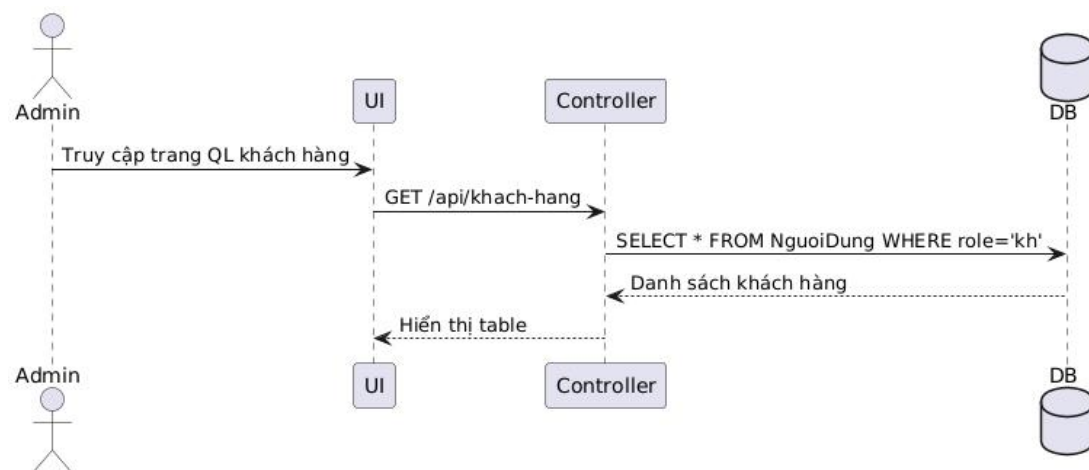 Admin
UI
Controller
DB
Truy cập trang QL khách hàng
GET /api/khach-hang
SELECT * FROM NguoiDung WHERE role='kh'
Danh sách khách hàng
Hiển thị table
Admin
UI
Controller
DB